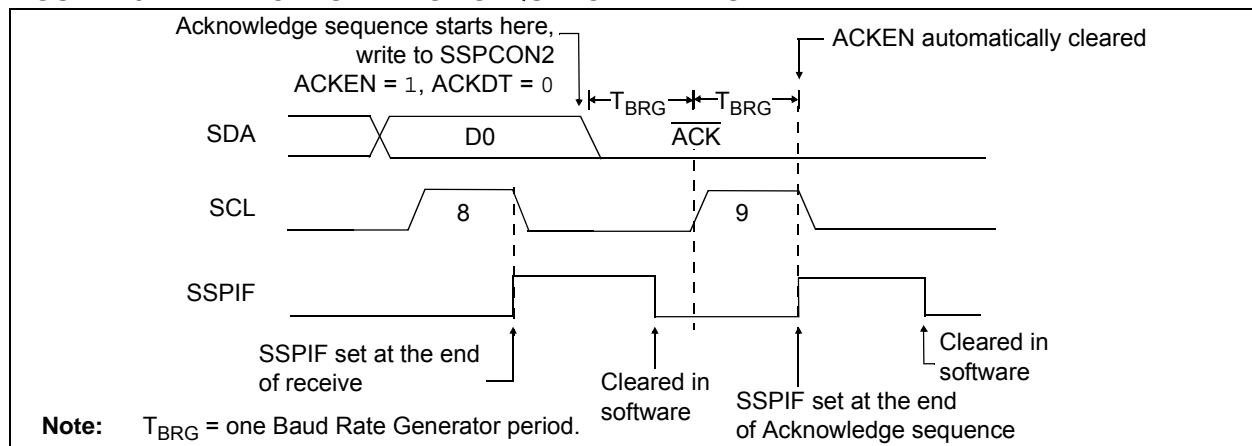 Acknowledge sequence starts here,
write to SSPCON2
ACKEN = 1, ACKDT = 0
ACKEN automatically cleared
TBRG
TBRG
SDA
D0
ACK
SCL
8
9
SSPIF
SSPIF set at the end
of receive
Cleared in
software
SSPIF set at the end
of Acknowledge sequence
Cleared in
software
Note: TBRG = one Baud Rate Generator period.